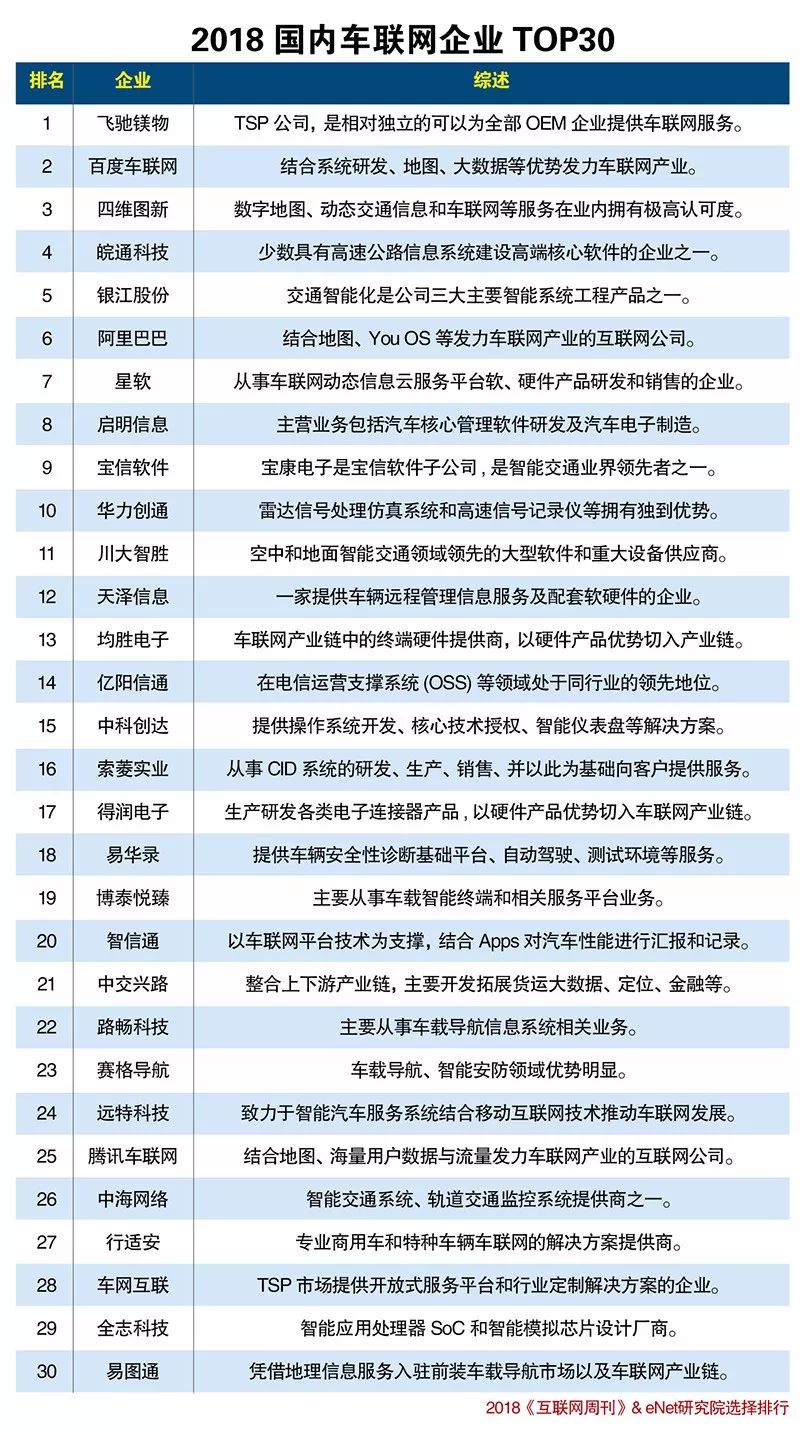 2018 国内车联网企业 TOP30
排名 企业 综述
1 飞驰镁物 TSP 公司，是相对独立的可以为全部 OEM 企业提供车联网服务。
2 百度车联网 结合系统研发、地图、大数据等优势发力车联网产业。
3 四维图新 数字地图、动态交通信息和车联网等服务在业内拥有极高认可度。
4 皖通科技 少数具有高速公路信息系统建设高端核心软件的企业之一。
5 银江股份 交通智能化是公司三大主要智能系统工程产品之一。
6 阿里巴巴 结合地图、You OS 等发力车联网产业的互联网公司。
7 星软 从事车联网动态信息云服务平台软、硬件产品研发和销售的企业。
8 启明信息 主营业务包括汽车核心管理软件研发及汽车电子制造。
9 宝信软件 宝康电子是宝信软件子公司 , 是智能交通业界领先者之一。
10 华力创通 雷达信号处理仿真系统和高速信号记录仪等拥有独到优势。
11 川大智胜 空中和地面智能交通领域领先的大型软件和重大设备供应商。
12 天泽信息 一家提供车辆远程管理信息服务及配套软硬件的企业。
13 均胜电子 车联网产业链中的终端硬件提供商，以硬件产品优势切入产业链。
14 亿阳信通 在电信运营支撑系统 (OSS) 等领域处于同行业的领先地位。
15 中科创达 提供操作系统开发、核心技术授权、智能仪表盘等解决方案。
16 索菱实业 从事 CID 系统的研发、生产、销售、并以此为基础向客户提供服务。
17 得润电子 生产研发各类电子连接器产品 , 以硬件产品优势切入车联网产业链。
18 易华录 提供车辆安全性诊断基础平台、自动驾驶、测试环境等服务。
19 博泰悦臻 主要从事车载智能终端和相关服务平台业务。
20 智信通 以车联网平台技术为支撑，结合 Apps 对汽车性能进行汇报和记录。
21 中交兴路 整合上下游产业链，主要开发拓展货运大数据、定位、金融等。
22 路畅科技 主要从事车载导航信息系统相关业务。
23 赛格导航 车载导航、智能安防领域优势明显。
24 远特科技 致力于智能汽车服务系统结合移动互联网技术推动车联网发展。
25 腾讯车联网 结合地图、海量用户数据与流量发力车联网产业的互联网公司。
26 中海网络 智能交通系统、轨道交通监控系统提供商之一。
27 行适安 专业商用车和特种车辆车联网的解决方案提供商。
28 车网互联 TSP 市场提供开放式服务平台和行业定制解决方案的企业。
29 全志科技 智能应用处理器 SoC 和智能模拟芯片设计厂商。
30 易图通 凭借地理信息服务入驻前装车载导航市场以及车联网产业链。
2018《互联网周刊》& eNet研究院选择排行